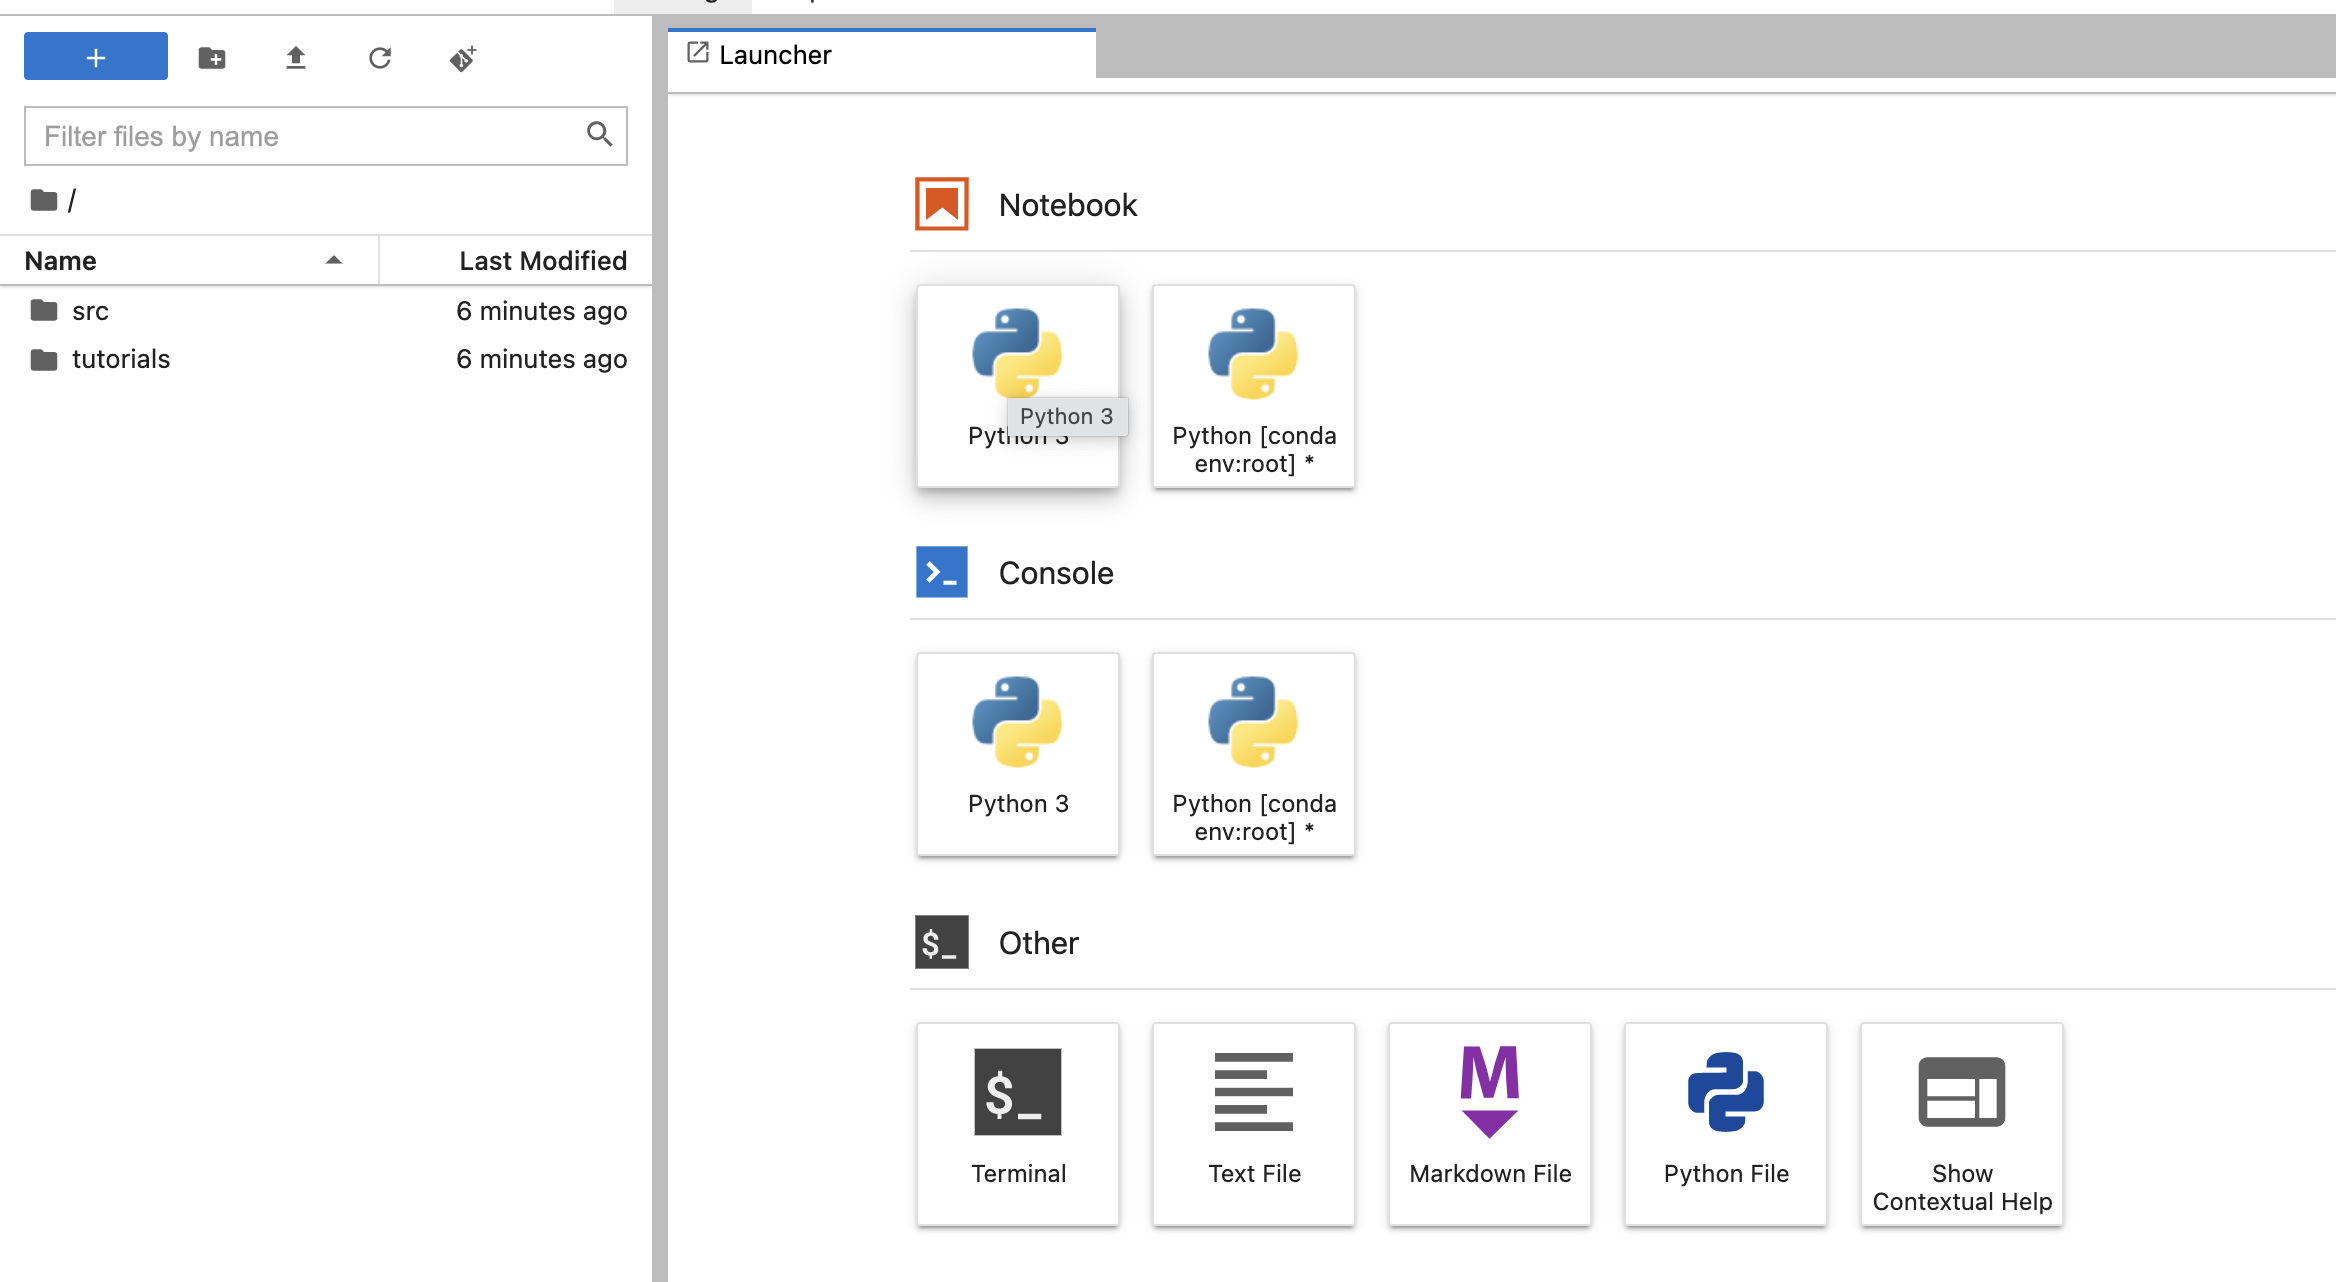 Launcher
Filter files by name
/
Name Last Modified
src 6 minutes ago
tutorials 6 minutes ago
Notebook
Python 3
Python 3
Python [conda
env:root] *
Console
Python 3
Python [conda
env:root] *
$_ Other
$_
Terminal
Text File
M
Markdown File
Python File
Show
Contextual Help